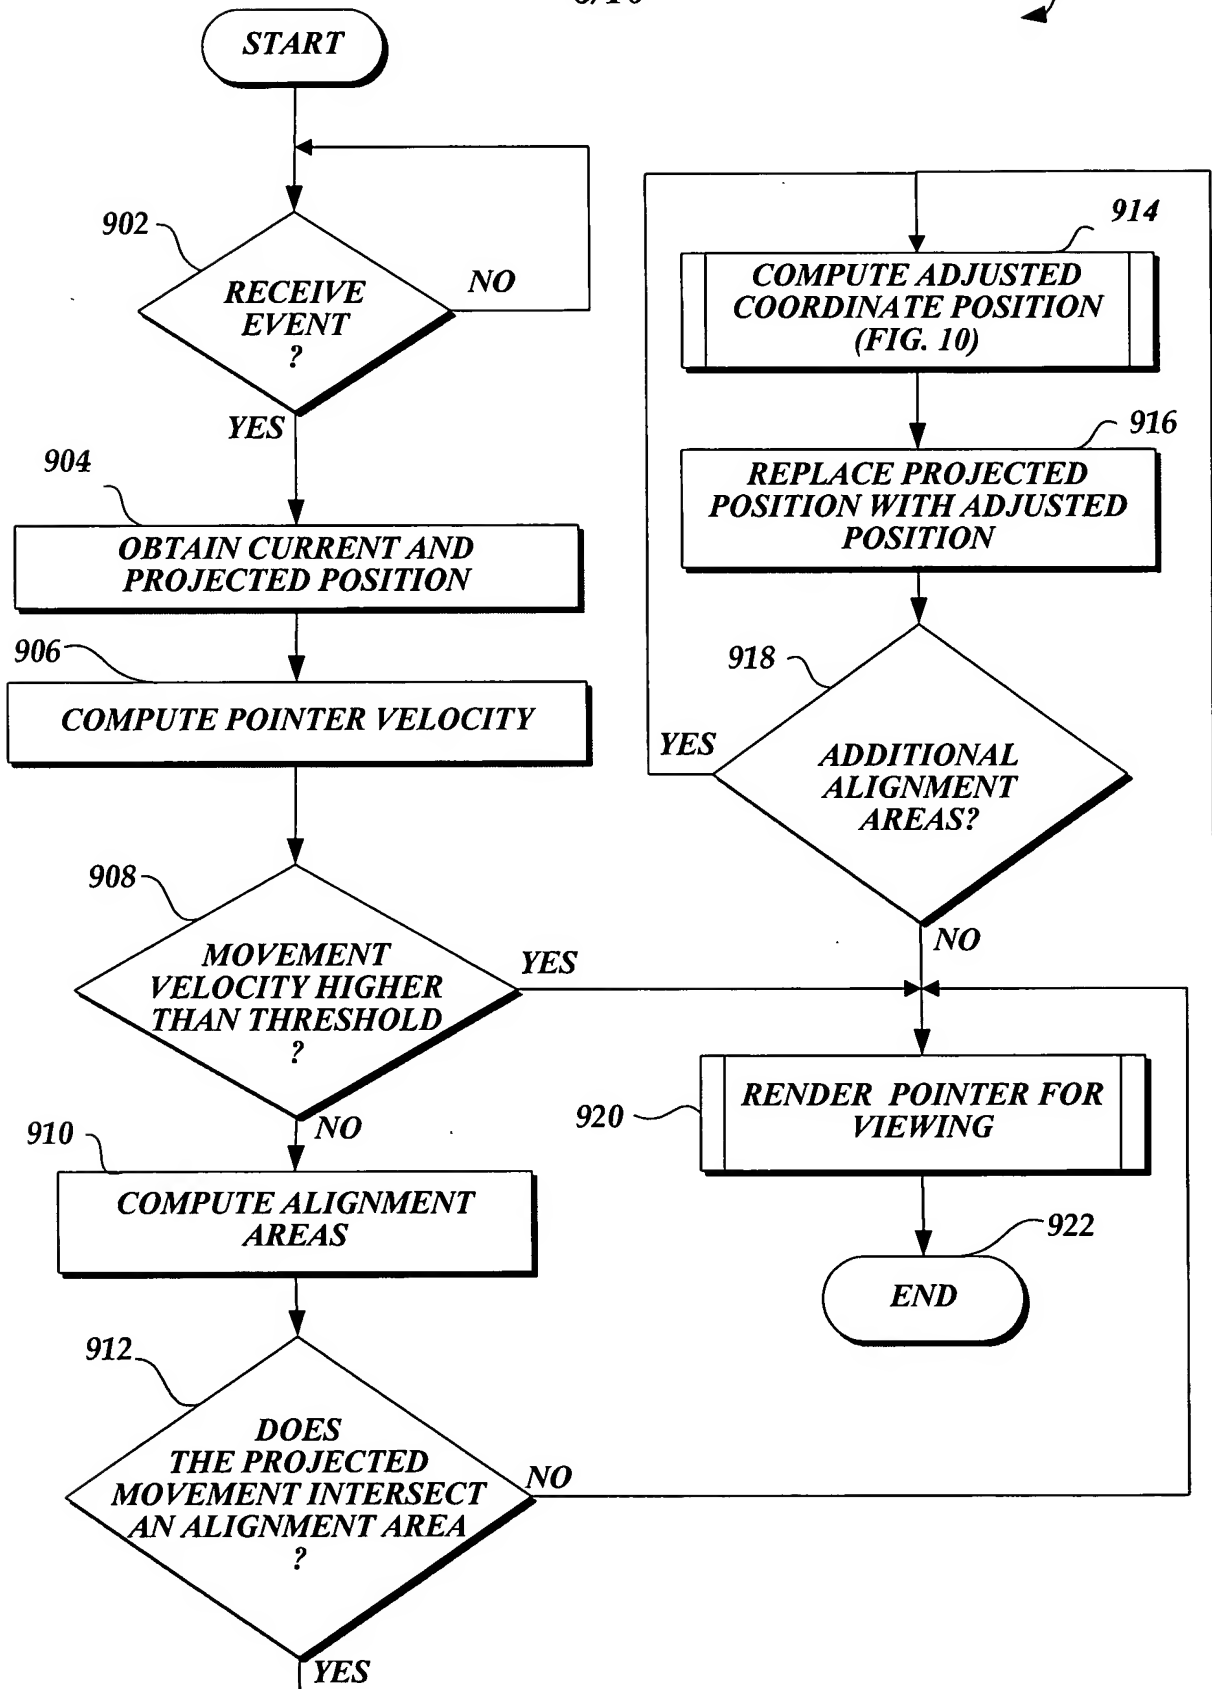 START
902
RECEIVE
EVENT
?
NO
YES
904
OBTAIN CURRENT AND
PROJECTED POSITION
906
COMPUTE POINTER VELOCITY
908
MOVEMENT
VELOCITY HIGHER
THAN THRESHOLD
?
YES
NO
910
COMPUTE ALIGNMENT
AREAS
912
DOES
THE PROJECTED
MOVEMENT INTERSECT
AN ALIGNMENT AREA
?
NO
YES
914
COMPUTE ADJUSTED
COORDINATE POSITION
(FIG. 10)
916
REPLACE PROJECTED
POSITION WITH ADJUSTED
POSITION
918
YES
ADDITIONAL
ALIGNMENT
AREAS?
NO
920
RENDER POINTER FOR
VIEWING
922
END